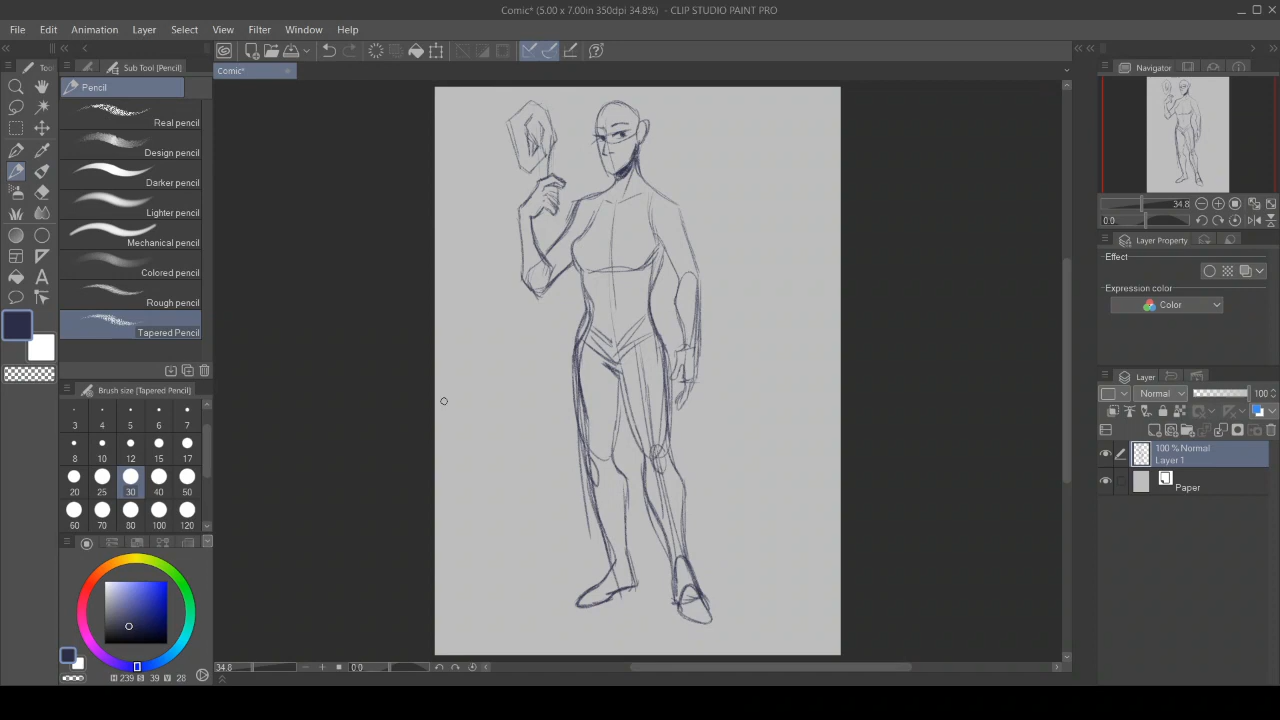 Comic* (5.00 x 7.00in 350dpi 34.8%) - CLIP STUDIO PAINT PRO
File Edit Animation Layer Select View Filter Window Help
Too Sub Tool [Pencil] Comic* Navigator
Pencil
Real pencil
Design pencil
Darker pencil
Lighter pencil
Mechanical pencil
Colored pencil
Rough pencil
Tapered Pencil
34.8
0.0
Layer Property
Effect
Expression color
Color
Layer
Normal 100
100 % Normal
Layer 1
Paper
Brush size [Tapered Pencil]
3 4 5 6 7
8 10 12 15 17
20 25 30 40 50
60 70 80 100 120
34.8 0.0
H 239 S 39 V 28